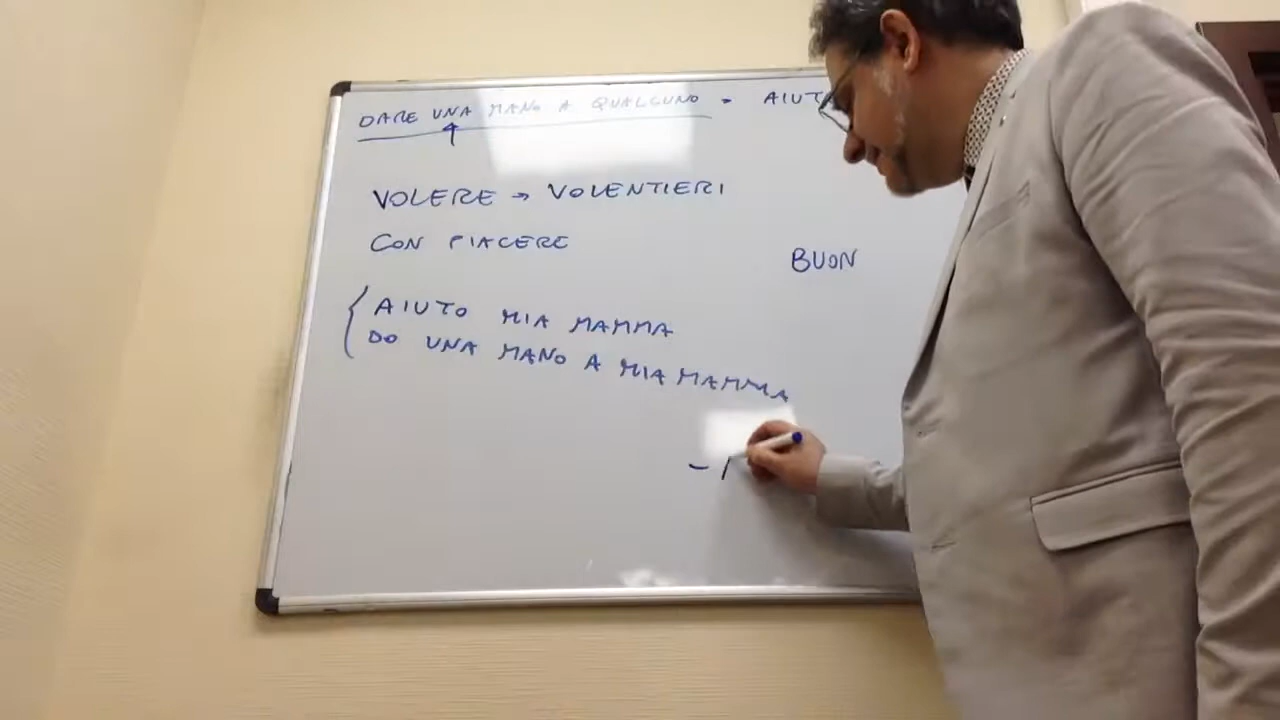 DARE UNA MANO A QUALCUNO = AIUT
VOLERE → VOLENTIERI
CON PIACERE
BUON
AIUTO MIA MAMMA
DO UNA MANO A MIA MAMMA